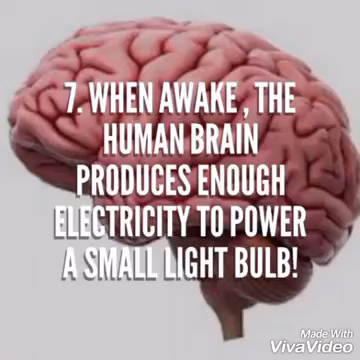 7. WHEN AWAKE , THE
HUMAN BRAIN
PRODUCES ENOUGH
ELECTRICITY TO POWER
A SMALL LIGHT BULB!
Made With
VivaVideo